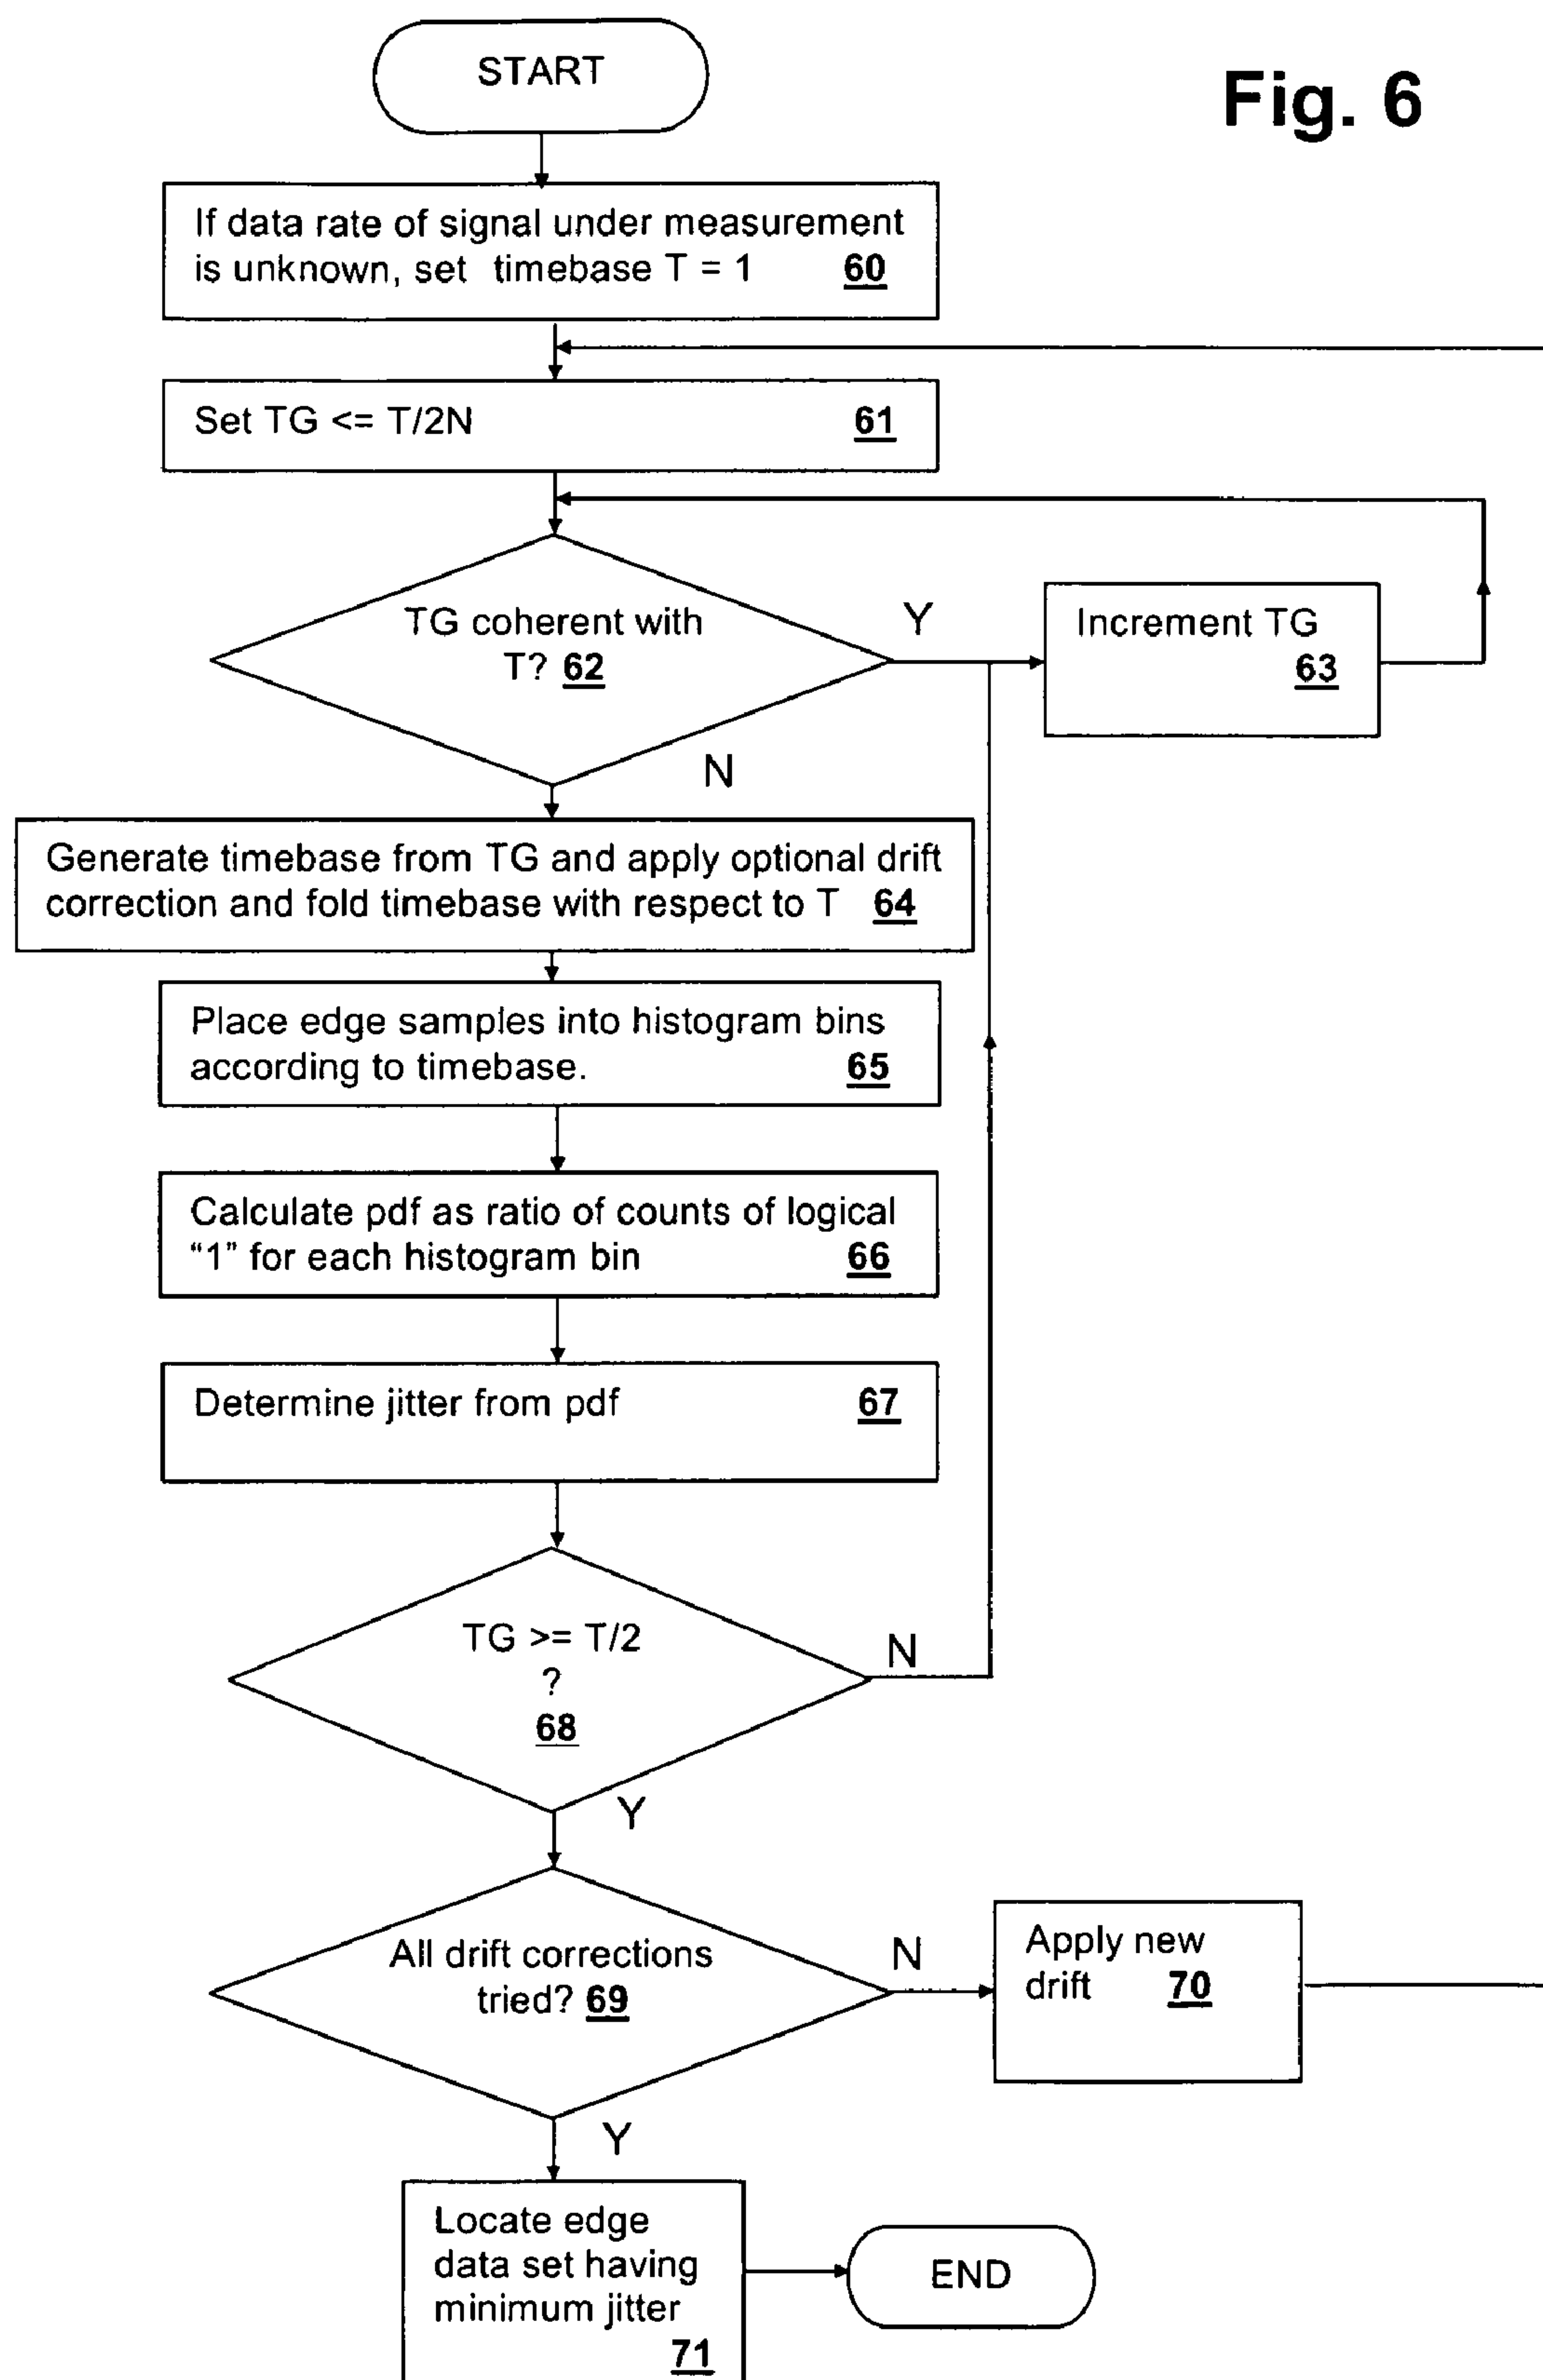 START
Fig. 6
If data rate of signal under measurement
is unknown, set timebase T = 1 60
Set TG <= T/2N 61
TG coherent with
T? 62
Y
Increment TG
63
N
Generate timebase from TG and apply optional drift
correction and fold timebase with respect to T 64
Place edge samples into histogram bins
according to timebase. 65
Calculate pdf as ratio of counts of logical
“1” for each histogram bin 66
Determine jitter from pdf 67
TG >= T/2
?
68
N
Y
All drift corrections
tried? 69
N
Apply new
drift 70
Y
Locate edge
data set having
minimum jitter
71
END